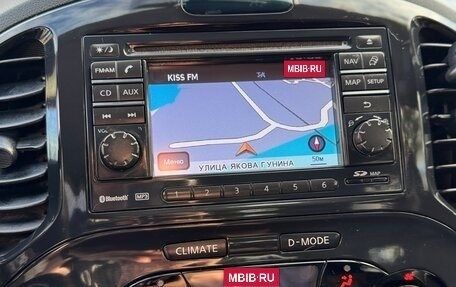 MBIB.RU
FM·AM
KISS FM
TA
NAV
CD
AUX
MAP
SETUP
VOL
Меню
УЛИЦА ЯКОВА ГУНИНА
50м
Bluetooth
MP3
1 2 3 4 5 6
SD MAP
CLIMATE
D-MODE
MBIB.RU